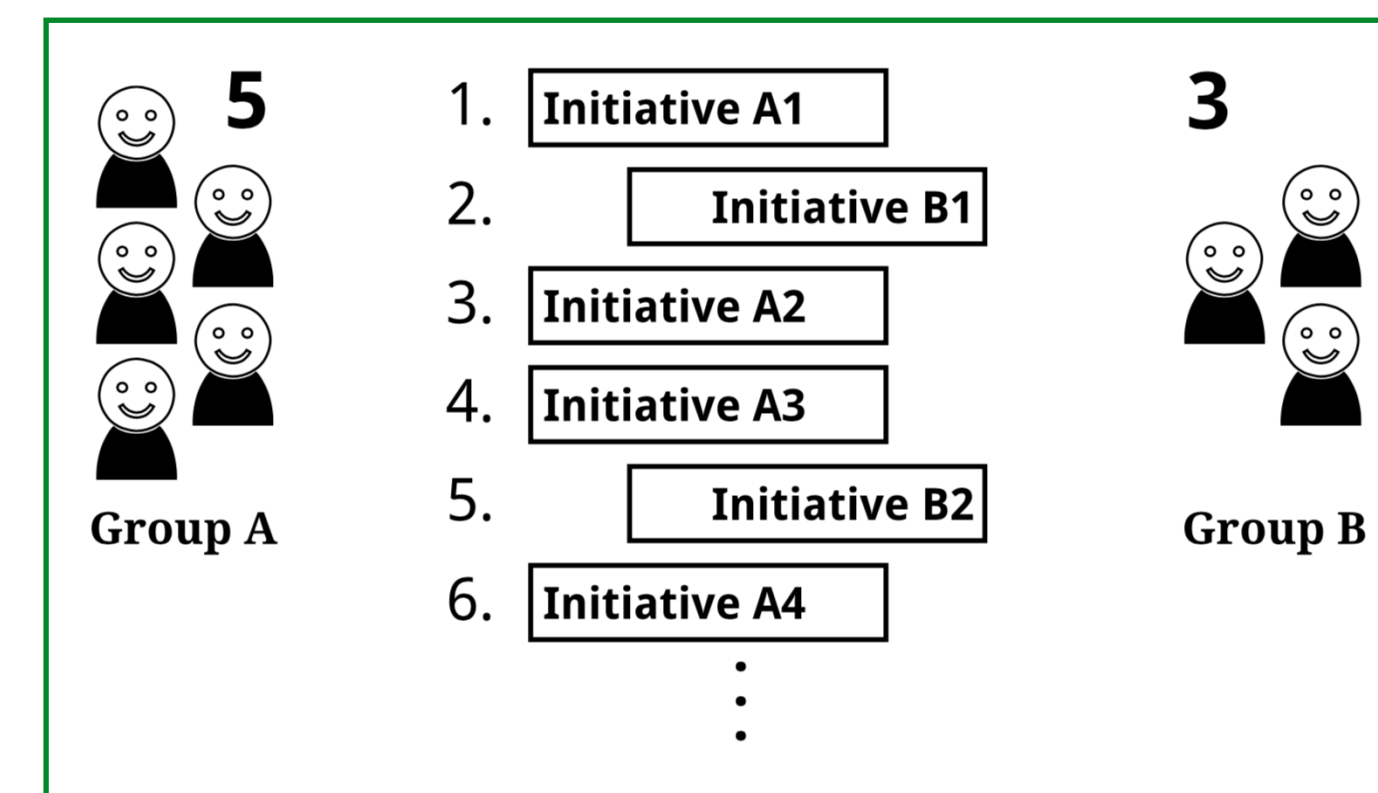 5
3
1. Initiative A1
2. Initiative B1
3. Initiative A2
4. Initiative A3
5. Initiative B2
6. Initiative A4
Group A
Group B